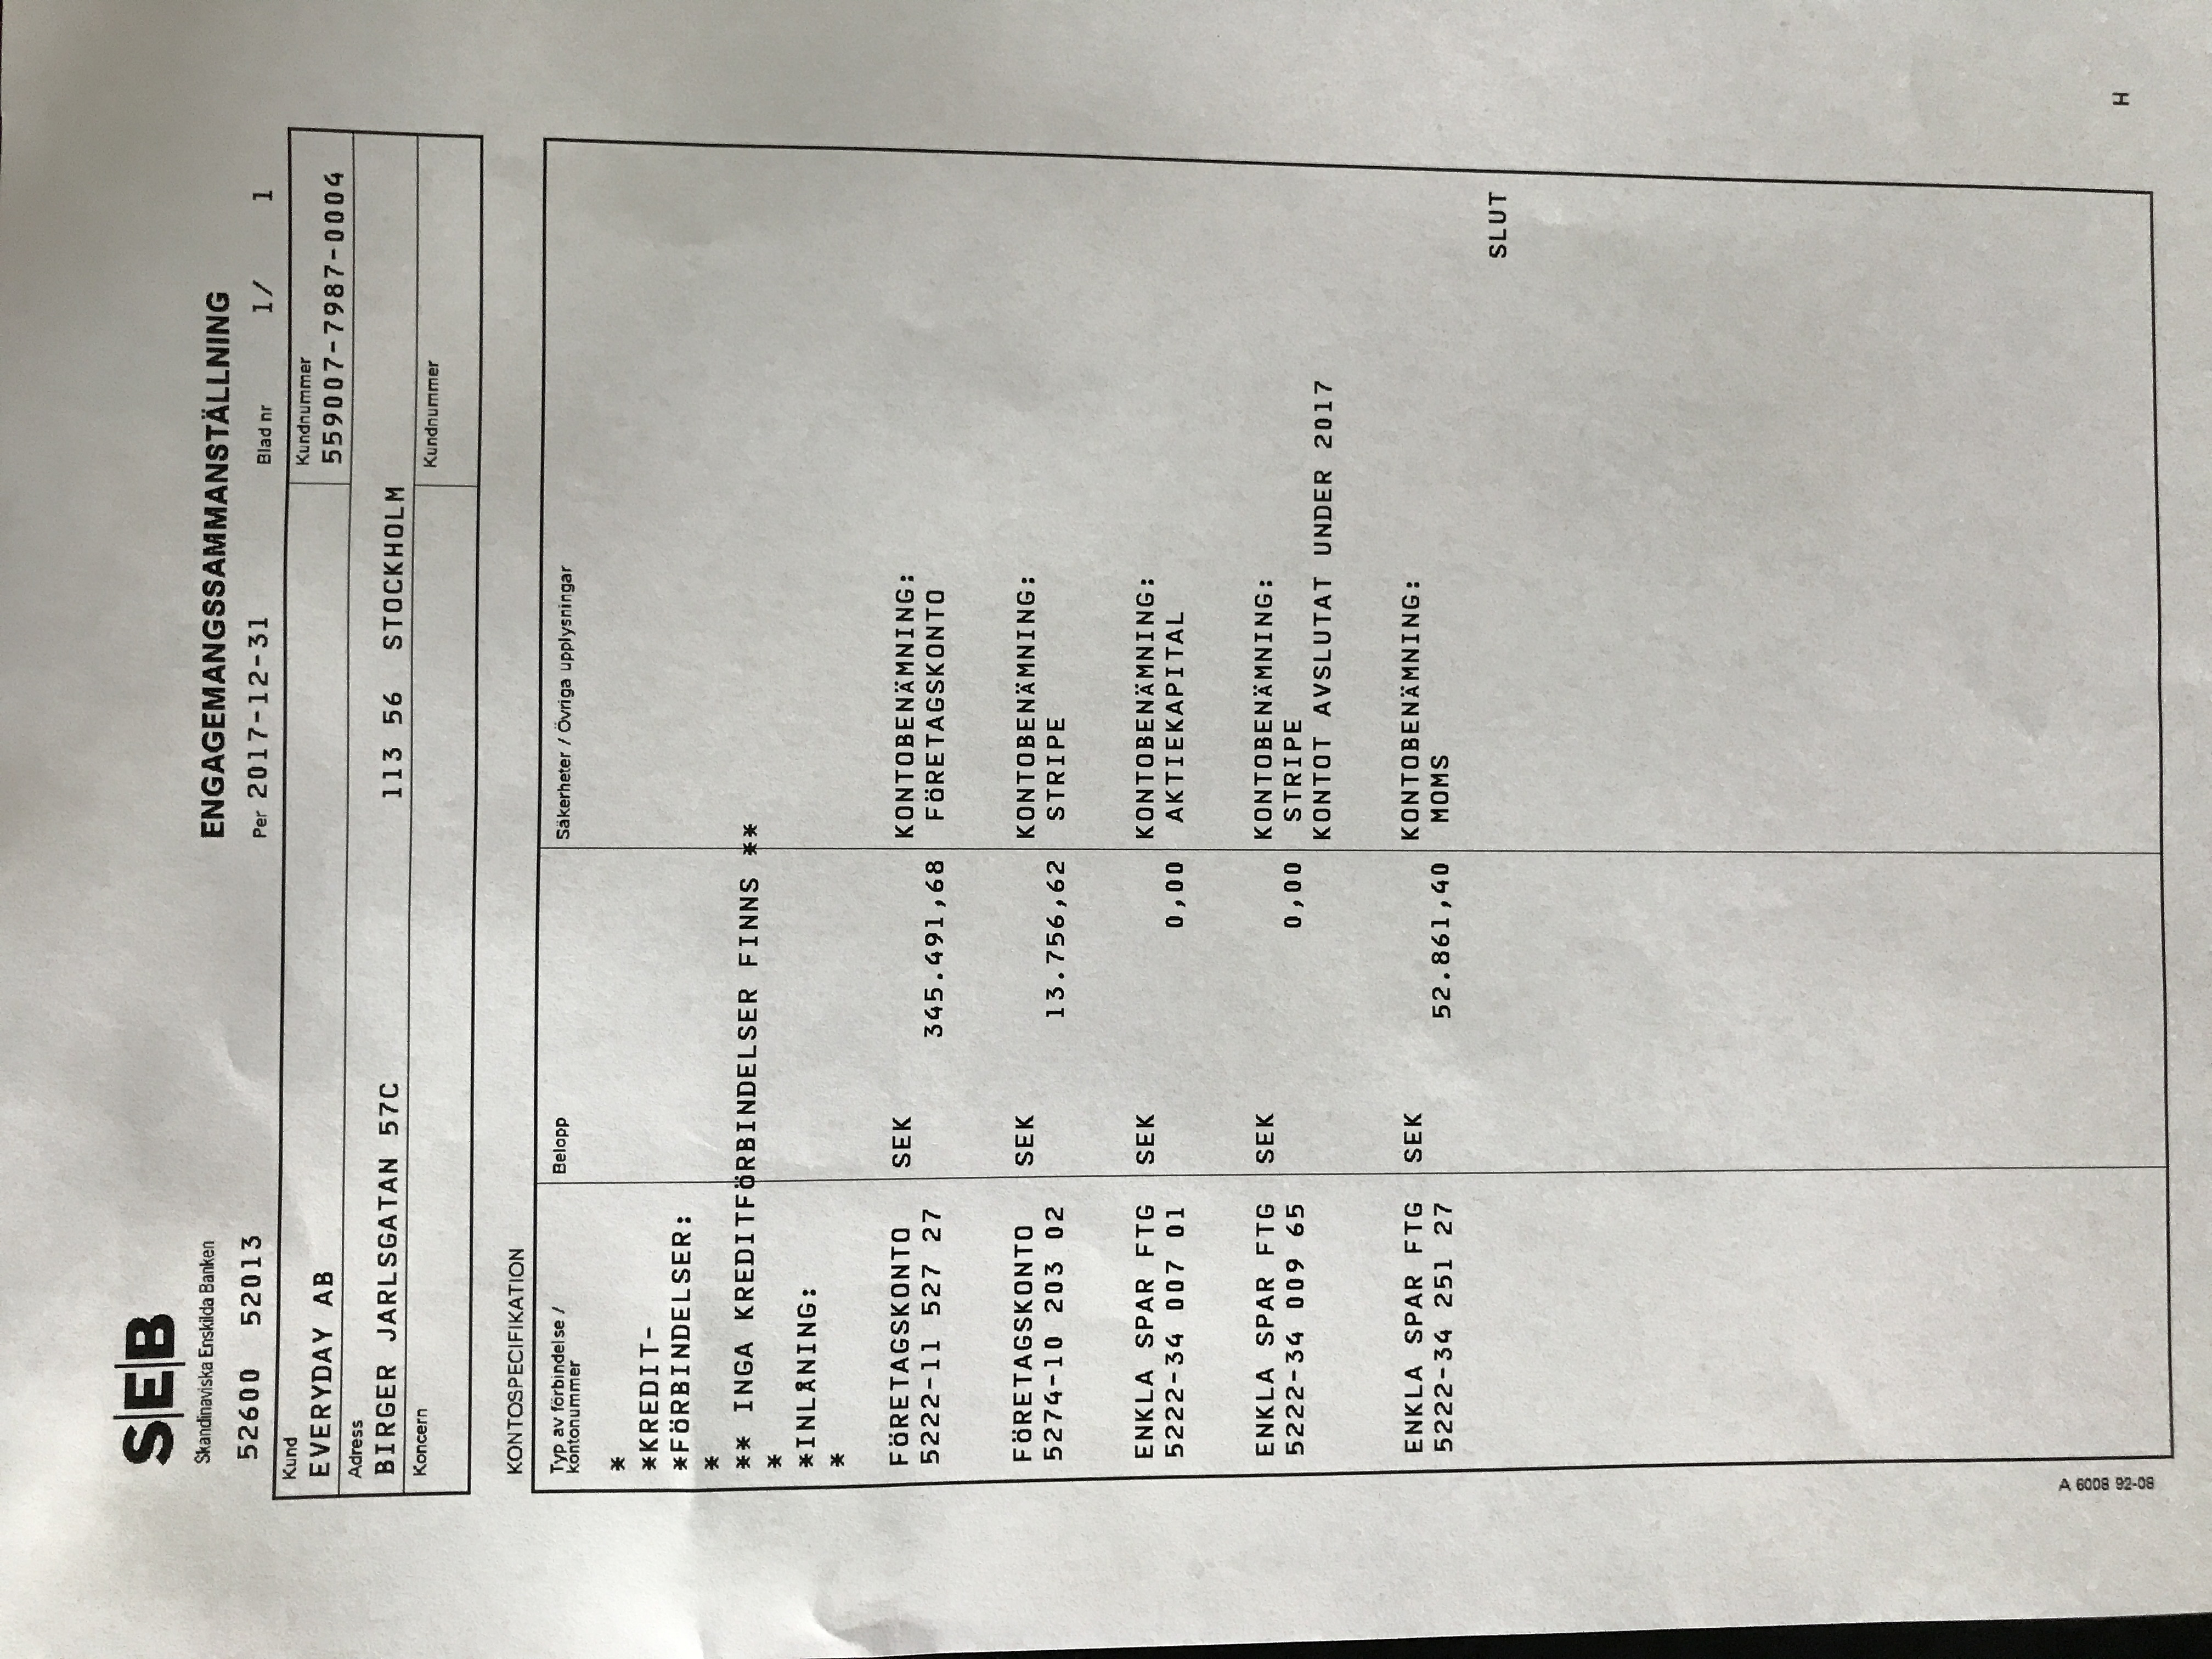 S|E|B
Skandinaviska Enskilda Banken
52600 52013
ENGAGEMANGSSAMMANSTÄLLNING
Per 2017-12-31 Blad nr 1/ 1
Kund
EVERYDAY AB
Kundnummer
559007-7987-0004
Adress
BIRGER JARLSGATAN 57C 113 56 STOCKHOLM
Koncern
Kundnummer
KONTOSPECIFIKATION
Typ av förbindelse /
kontonummer
Belopp
Säkerheter / Övriga upplysningar
*
*KREDIT-
*FÖRBINDELSER:
*
** INGA KREDITFÖRBINDELSER FINNS **
*
*INLÅNING:
*
FÖRETAGSKONTO SEK KONTOBENÄMNING:
5222-11 527 27 345.491,68 FÖRETAGSKONTO
FÖRETAGSKONTO SEK KONTOBENÄMNING:
5274-10 203 02 13.756,62 STRIPE
ENKLA SPAR FTG SEK KONTOBENÄMNING:
5222-34 007 01 0,00 AKTIEKAPITAL
ENKLA SPAR FTG SEK KONTOBENÄMNING:
5222-34 009 65 0,00 STRIPE
KONTOT AVSLUTAT UNDER 2017
ENKLA SPAR FTG SEK KONTOBENÄMNING:
5222-34 251 27 52.861,40 MOMS
SLUT
A 6008 92-08
H